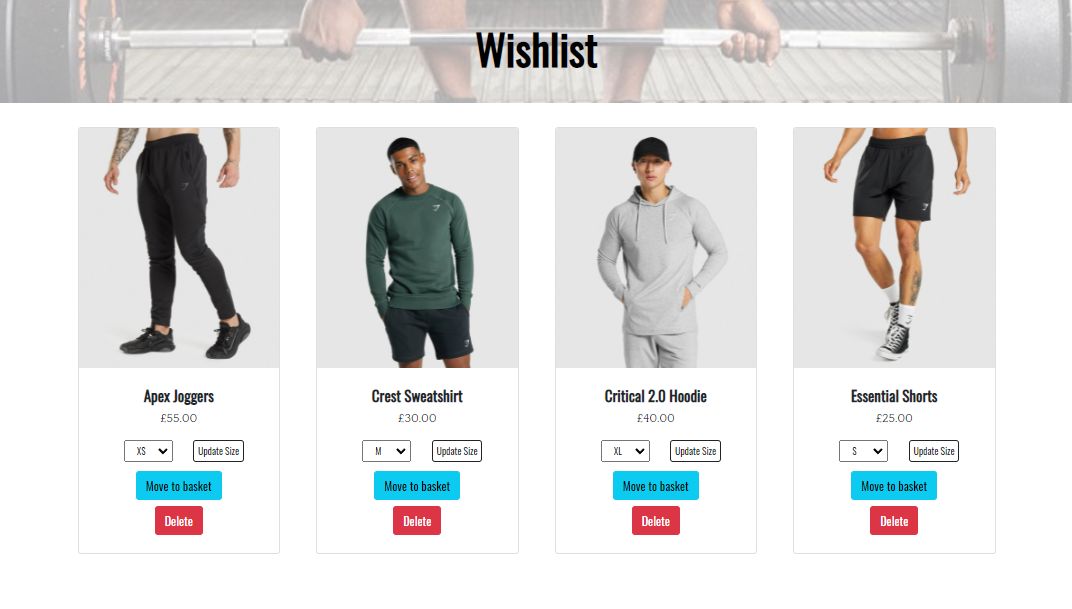 Wishlist
Apex Joggers
£55.00
XS Update Size
Move to basket
Delete
Crest Sweatshirt
£30.00
M Update Size
Move to basket
Delete
Critical 2.0 Hoodie
£40.00
XL Update Size
Move to basket
Delete
Essential Shorts
£25.00
S Update Size
Move to basket
Delete